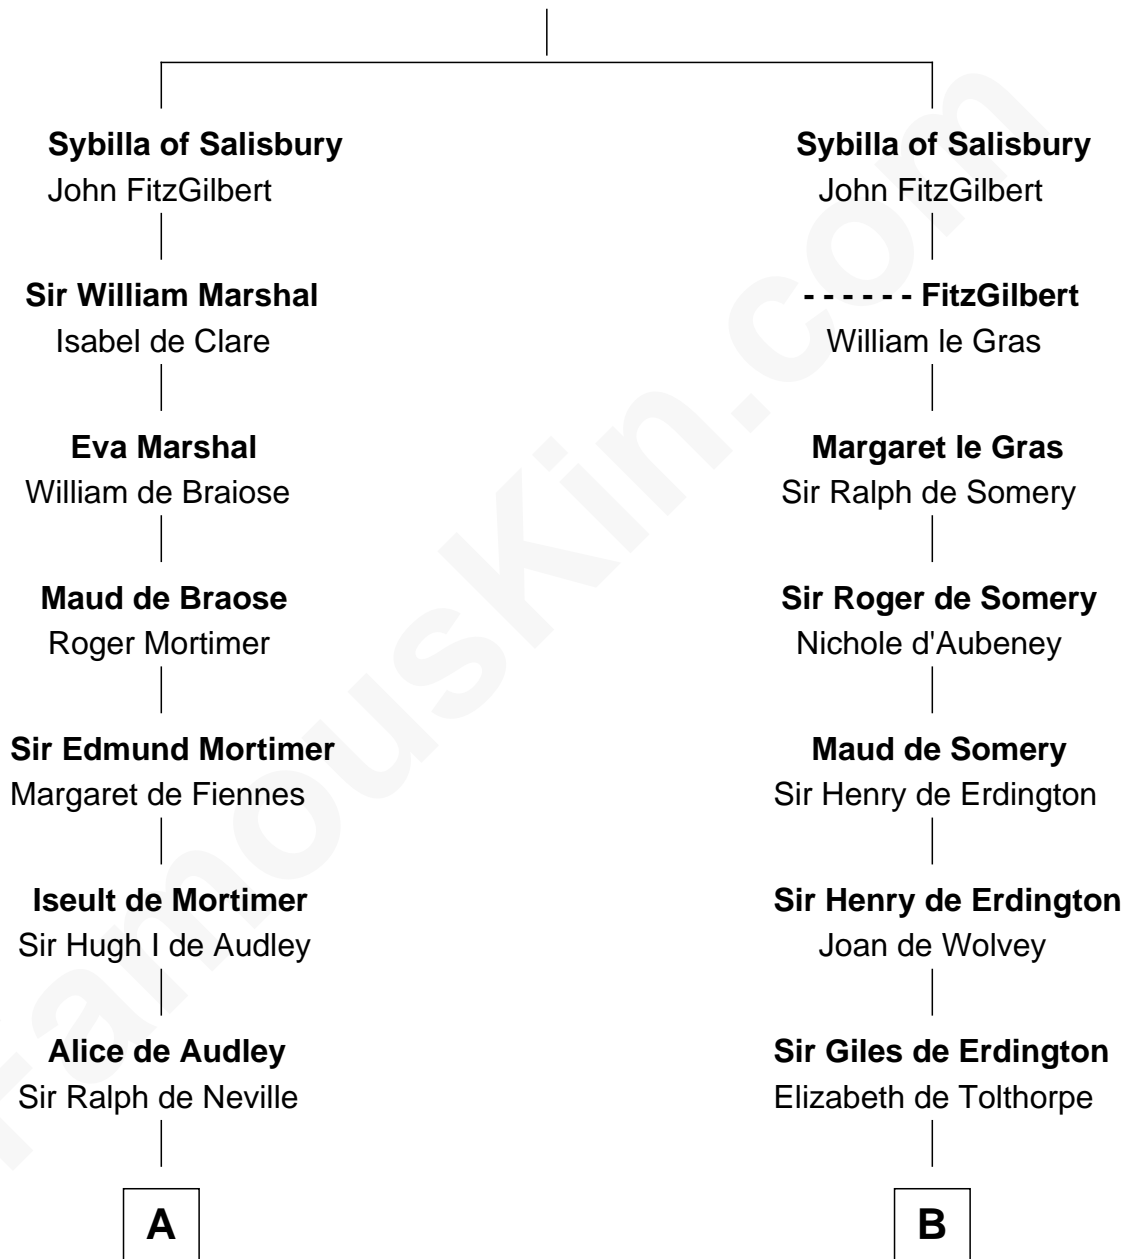 Sybilla of Salisbury
John FitzGilbert
Sir William Marshal
Isabel de Clare
Eva Marshal
William de Braiose
Maud de Braose
Roger Mortimer
Sir Edmund Mortimer
Margaret de Fiennes
Iseult de Mortimer
Sir Hugh I de Audley
Alice de Audley
Sir Ralph de Neville
A
Sybilla of Salisbury
John FitzGilbert
- - - - - - FitzGilbert
William le Gras
Margaret le Gras
Sir Ralph de Somery
Sir Roger de Somery
Nichole d'Aubeney
Maud de Somery
Sir Henry de Erdington
Sir Henry de Erdington
Joan de Wolvey
Sir Giles de Erdington
Elizabeth de Tolthorpe
B
FamousKin.com